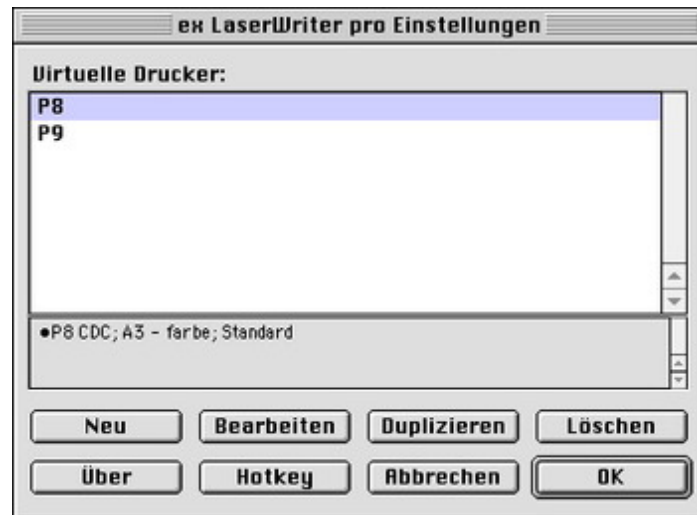 ex LaserWriter pro Einstellungen
Virtuelle Drucker:
P8
P9
•P8 CDC; A3 - farbe; Standard
Neu Bearbeiten Duplizieren Löschen
Über Hotkey Abbrechen OK